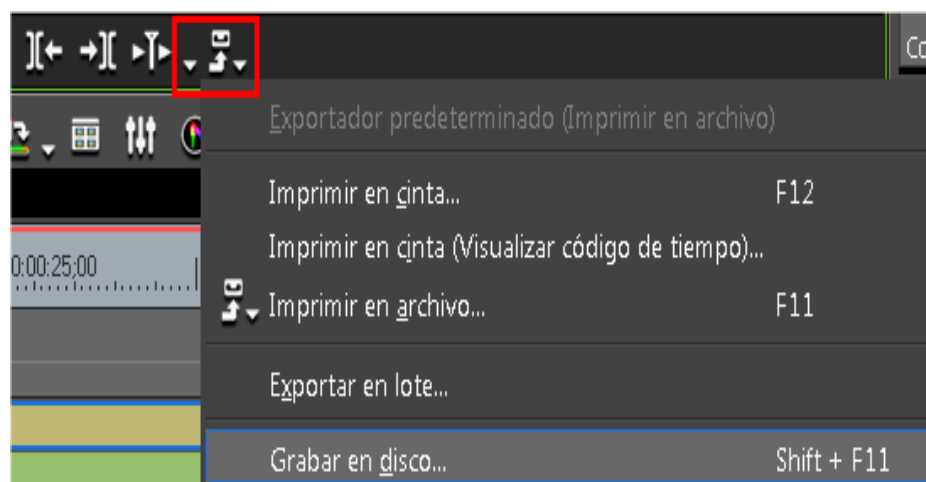 Co
Exportador predeterminado (Imprimir en archivo)
Imprimir en cinta... F12
Imprimir en cinta (Visualizar código de tiempo)...
0:00:25;00
Imprimir en archivo... F11
Exportar en lote...
Grabar en disco... Shift + F11